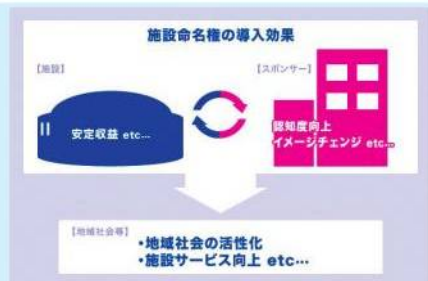 施設命名権の導入効果
【施設】
【スポンサー】
安定収益 etc…
認知度向上
イメージチェンジ etc…
【地域社会等】
・地域社会の活性化
・施設サービス向上 etc…